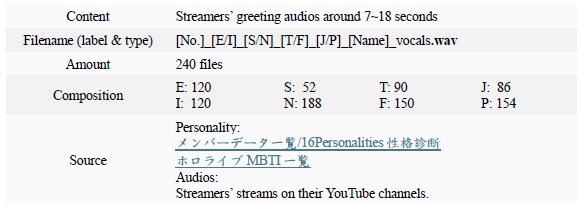 Content Streamers’ greeting audios around 7~18 seconds
Filename (label & type) [No.]_[E/I]_[S/N]_[T/F]_[J/P]_[Name]_vocals.wav
Amount 240 files
Composition E: 120 S: 52 T: 90 J: 86
I: 120 N: 188 F: 150 P: 154
Source Personality:
メンバーデータ一覧/16Personalities 性格診断
ホロライブ MBTI 一覧
Audios:
Streamers’ streams on their YouTube channels.